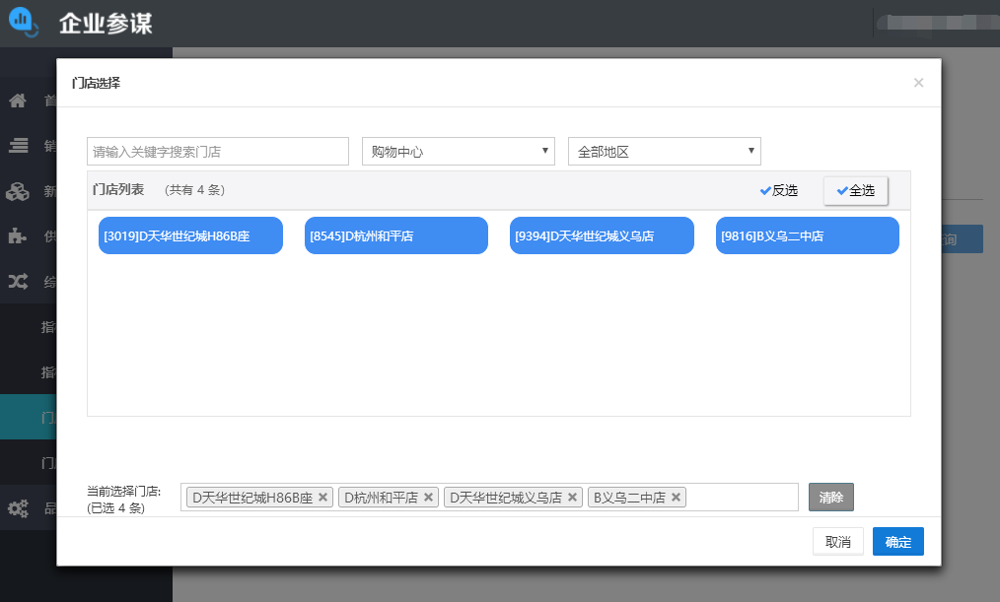 企业参谋
门店选择
×
首
请输入关键字搜索门店
购物中心
全部地区
销
门店列表 (共有 4 条)
反选
全选
新
[3019]D天华世纪城H86B座
[8545]D杭州和平店
[9394]D天华世纪城义乌店
[9816]B义乌二中店
供
询
综
指
指
门
门
当前选择门店:
(已选 4 条)
D天华世纪城H86B座 ×
D杭州和平店 ×
D天华世纪城义乌店 ×
B义乌二中店 ×
清除
品
取消
确定